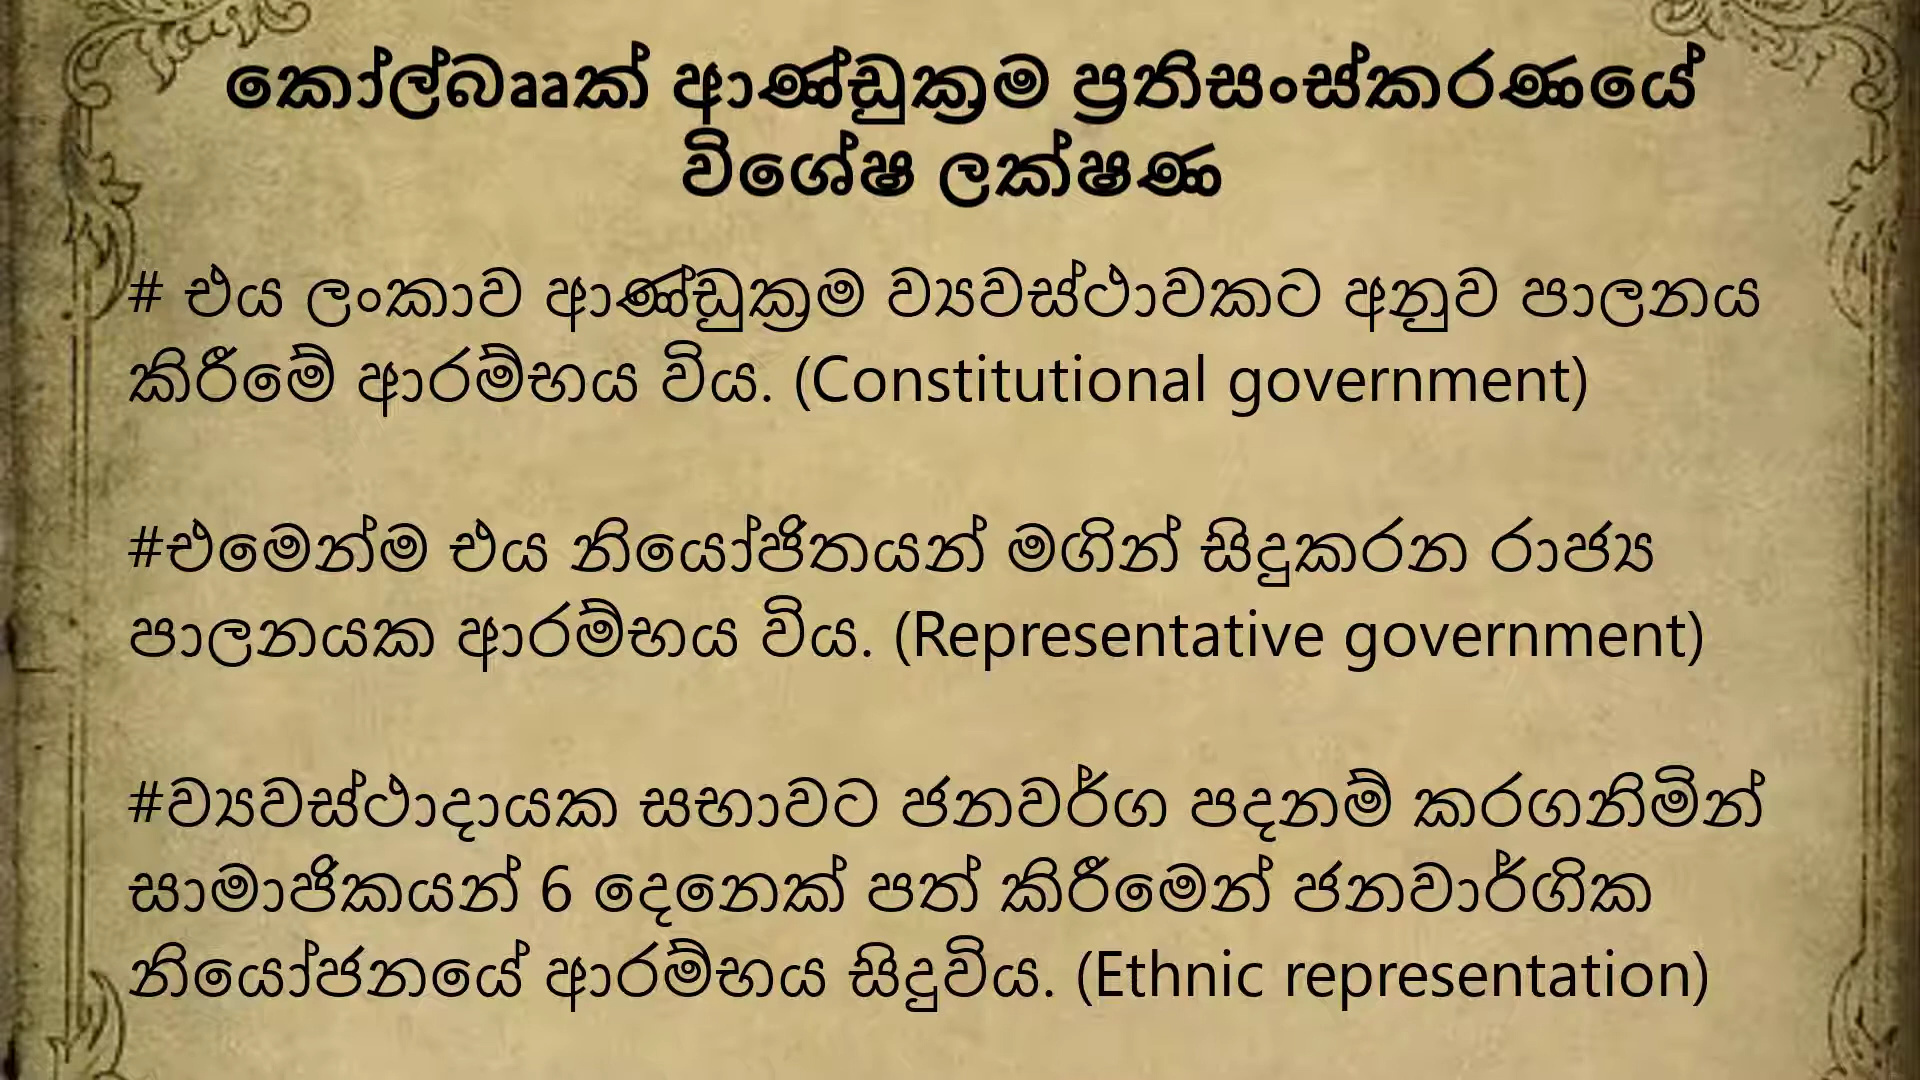 කෝල්බෲක් ආණ්ඩුක්‍රම ප්‍රතිසංස්කරණයේ
විශේෂ ලක්ෂණ
# එය ලංකාව ආණ්ඩුක්‍රම ව්‍යවස්ථාවකට අනුව පාලනය
කිරීමේ ආරම්භය විය. (Constitutional government)
#එමෙන්ම එය නියෝජිතයන් මගින් සිදුකරන රාජ්‍ය
පාලනයක ආරම්භය විය. (Representative government)
#ව්‍යවස්ථාදායක සභාවට ජනවර්ග පදනම් කරගනිමින්
සාමාජිකයන් 6 දෙනෙක් පත් කිරීමෙන් ජනවාර්ගික
නියෝජනයේ ආරම්භය සිදුවිය. (Ethnic representation)